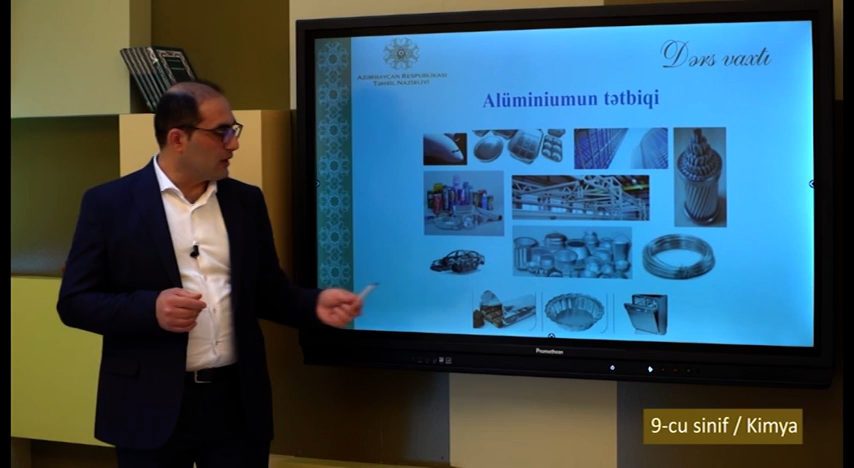 AZƏRBAYCAN RESPUBLİKASI
TƏHSİL NAZİRLİYİ
Dərs vaxtı
Alüminiumun tətbiqi
Promethean
9-cu sinif / Kimya